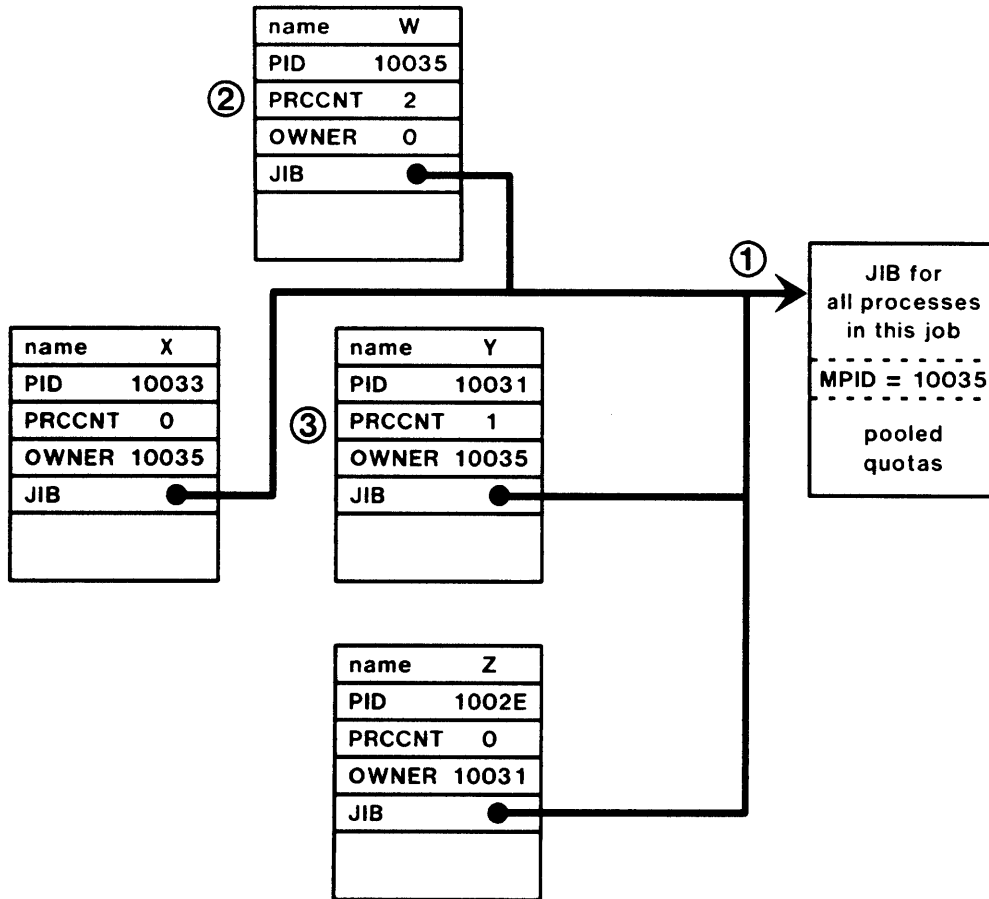 name W
PID 10035
② PRCCNT 2
OWNER 0
JIB
①
JIB for
all processes
in this job
MPID = 10035
pooled
quotas
name X
PID 10033
PRCCNT 0
OWNER 10035
JIB
name Y
PID 10031
③ PRCCNT 1
OWNER 10035
JIB
name Z
PID 1002E
PRCCNT 0
OWNER 10031
JIB